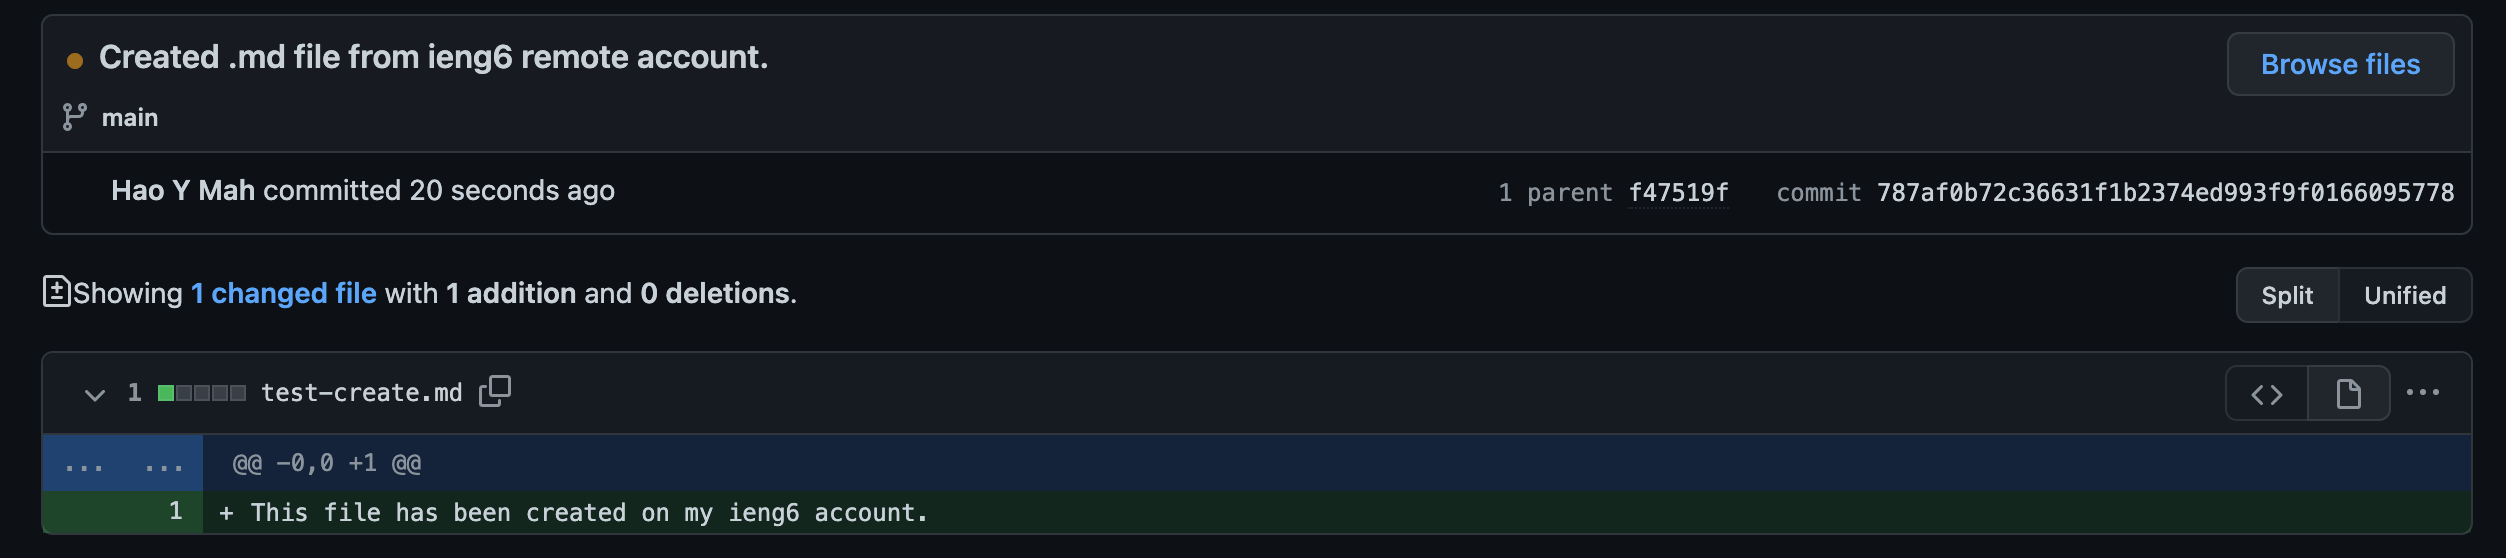 Created .md file from ieng6 remote account.
Browse files
main
Hao Y Mah committed 20 seconds ago
1 parent f47519f commit 787af0b72c36631f1b2374ed993f9f0166095778
Showing 1 changed file with 1 addition and 0 deletions.
Split Unified
1 test-create.md
... ... @@ -0,0 +1 @@
1 + This file has been created on my ieng6 account.